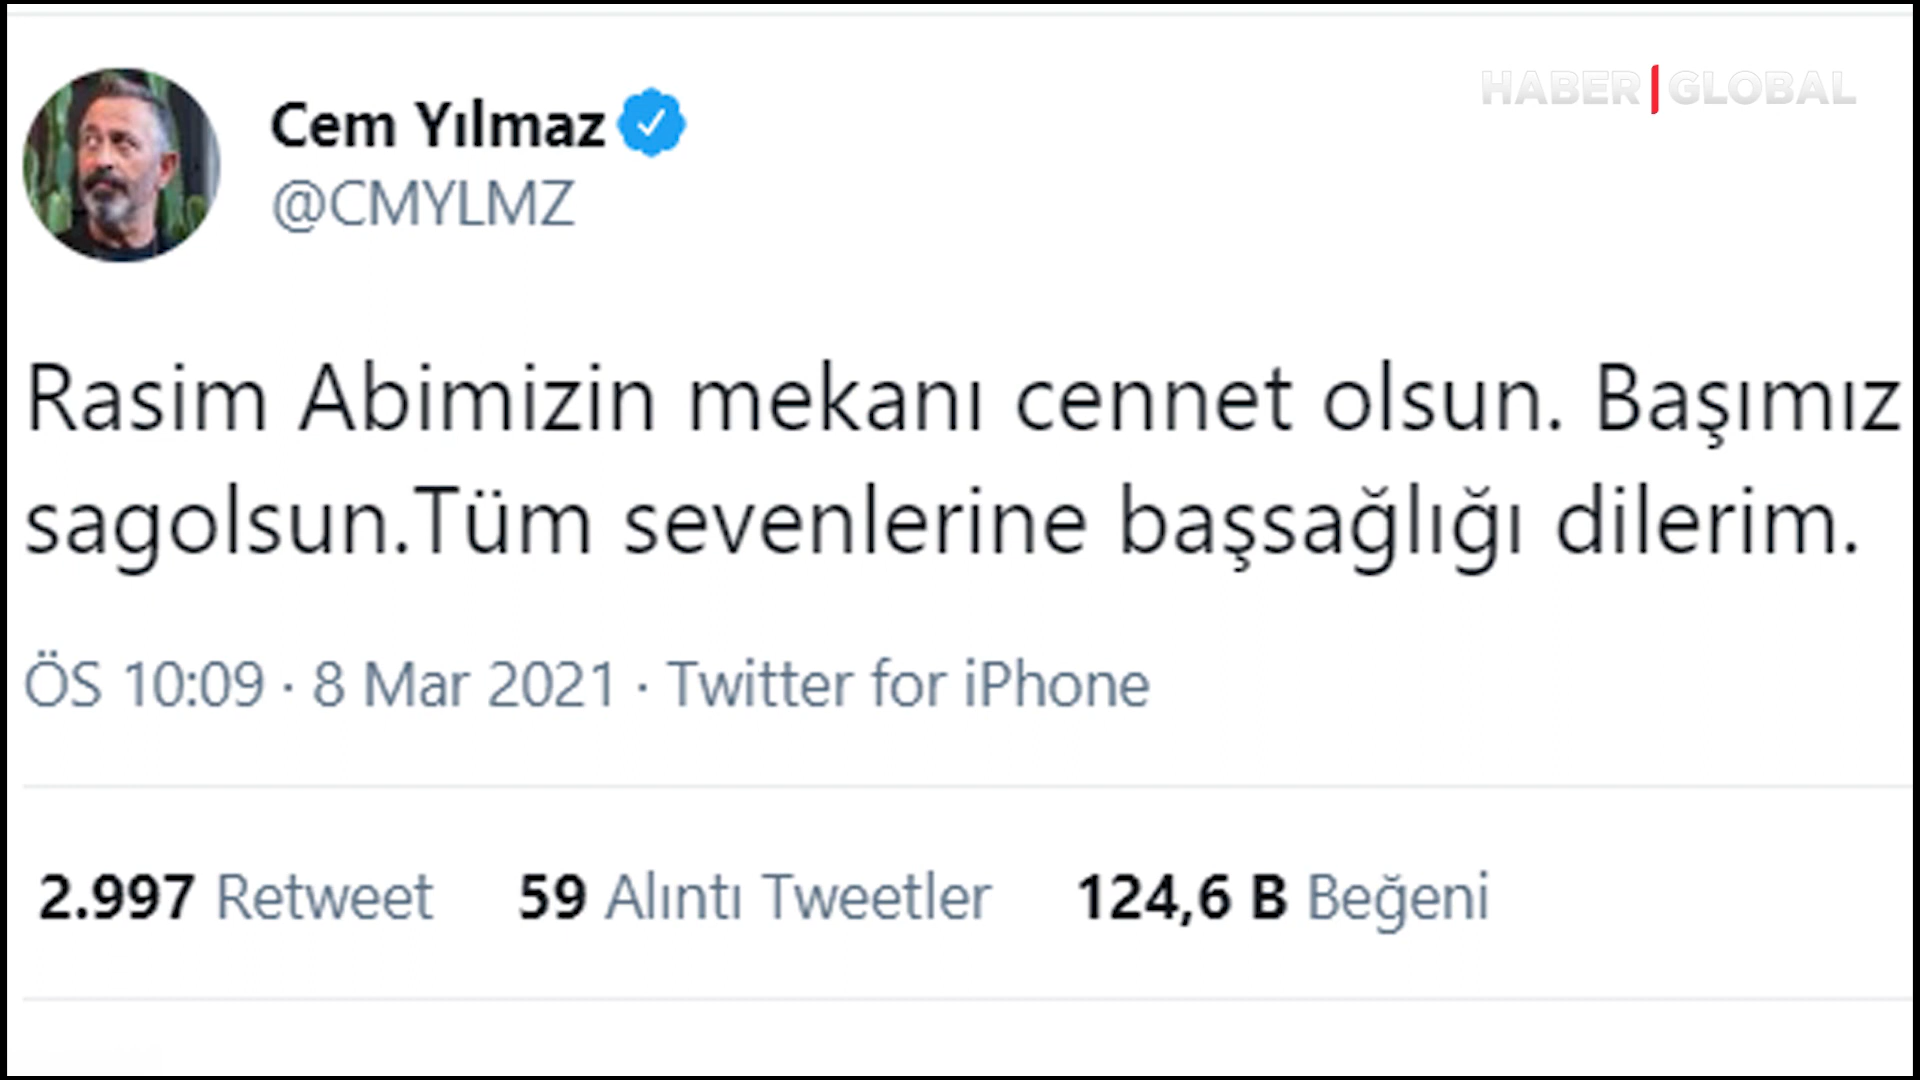 HABER GLOBAL
Cem Yılmaz
@CMYLMZ
Rasim Abimizin mekanı cennet olsun. Başımız
sagolsun.Tüm sevenlerine başsağlığı dilerim.
ÖS 10:09 · 8 Mar 2021 · Twitter for iPhone
2.997 Retweet 59 Alıntı Tweetler 124,6 B Beğeni